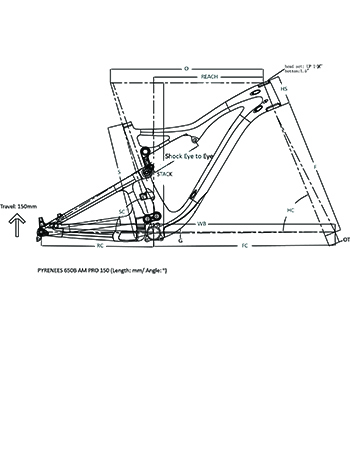 O
head set: UP 1 1/8"
bottom:1.5"
REACH
HS
Shock Eye to Eye
S
STACK
F
Travel: 150mm
SC
HC
WB
G
RC
FC
OT
PYRENEES 650B AM PRO 150 (Length: mm/ Angle: °)